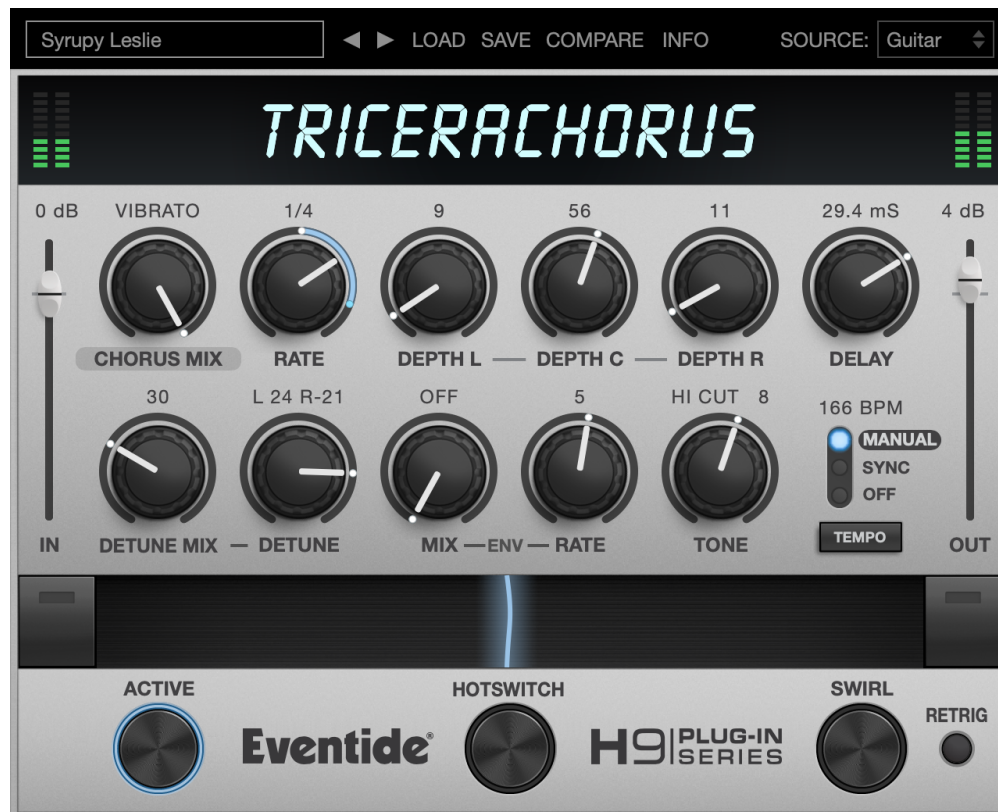 Syrupy Leslie ◀ ▶ LOAD SAVE COMPARE INFO SOURCE: Guitar
TRICERACHORUS
0 dB VIBRATO 1/4 9 56 11 29.4 mS 4 dB
CHORUS MIX RATE DEPTH L DEPTH C DEPTH R DELAY
30 L 24 R-21 OFF 5 HI CUT 8 166 BPM
MANUAL
SYNC
OFF
TEMPO
IN DETUNE MIX DETUNE MIX ENV RATE TONE OUT
ACTIVE HOTSWITCH SWIRL
RETRIG
Eventide® H9 PLUG-IN SERIES